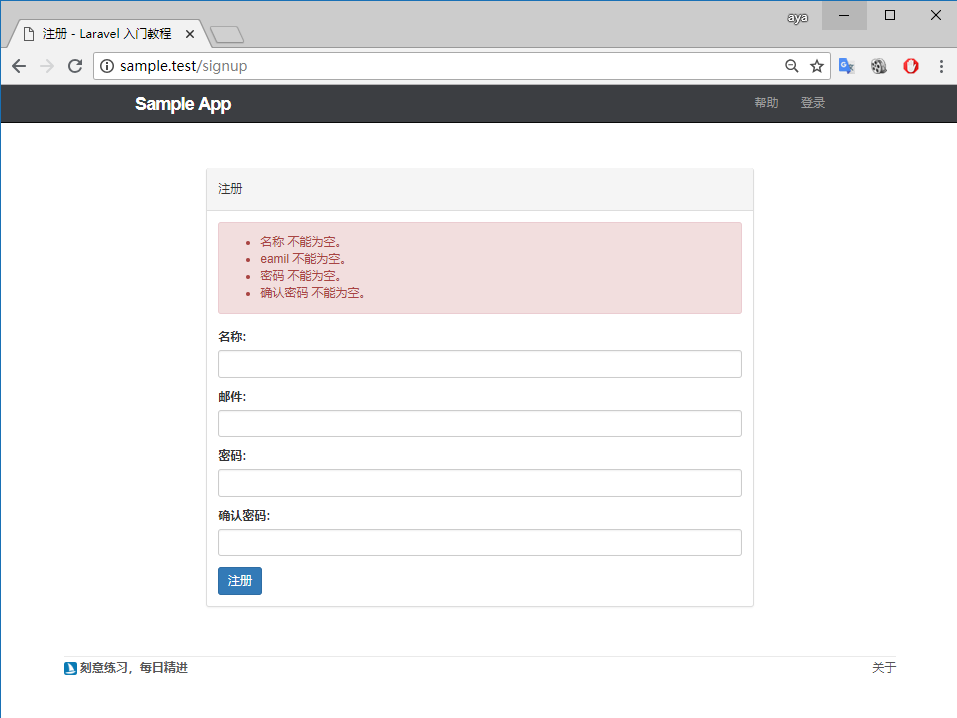 aya
注册 - Laravel 入门教程
sample.test/signup
Sample App
帮助
登录
注册
名称 不能为空。
eamil 不能为空。
密码 不能为空。
确认密码 不能为空。
名称:
邮件:
密码:
确认密码:
注册
刻意练习，每日精进
关于